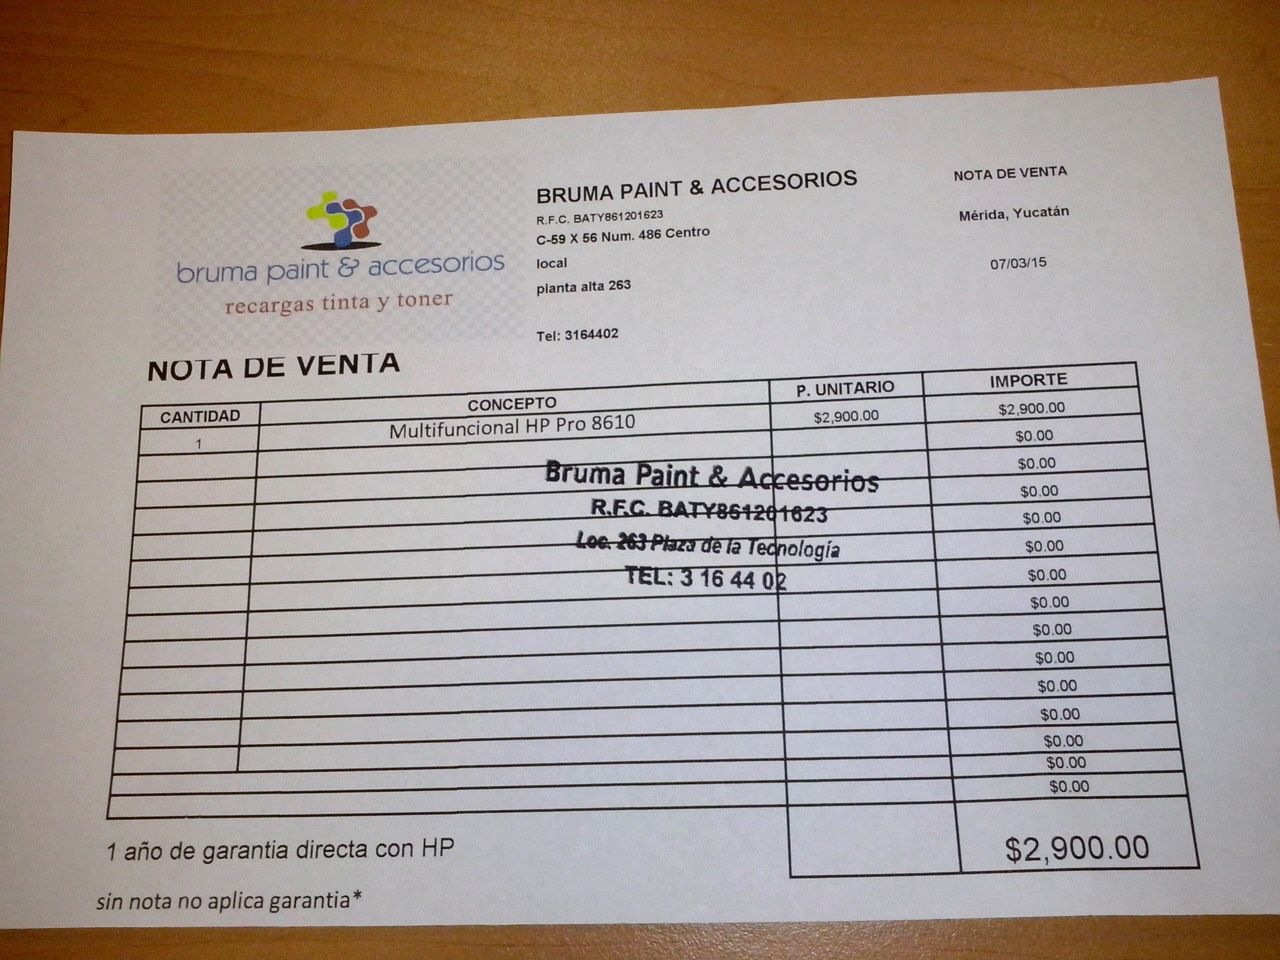 bruma paint & accesorios
recargas tinta y toner
BRUMA PAINT & ACCESORIOS
R.F.C. BATY861201623
C-59 X 56 Num. 486 Centro
local
planta alta 263
Tel: 3164402
NOTA DE VENTA
Mérida, Yucatán
07/03/15
NOTA DE VENTA
CANTIDAD CONCEPTO P. UNITARIO IMPORTE
1 Multifuncional HP Pro 8610 $2,900.00 $2,900.00
$0.00
$0.00
$0.00
$0.00
$0.00
$0.00
$0.00
$0.00
$0.00
$0.00
$0.00
$0.00
$0.00
$0.00
Bruma Paint & Accesorios
R.F.C. BATY861201623
Loc. 263 Plaza de la Tecnología
TEL: 3 16 44 02
$2,900.00
1 año de garantia directa con HP
sin nota no aplica garantia*